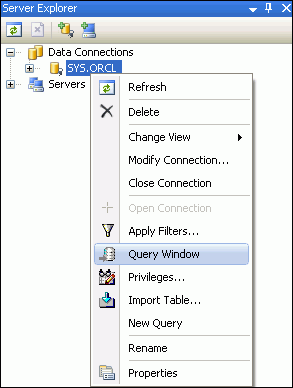 Server Explorer
Data Connections
SYS.ORCL
Servers
Refresh
Delete
Change View
Modify Connection...
Close Connection
Open Connection
Apply Filters...
Query Window
Privileges...
Import Table...
New Query
Rename
Properties